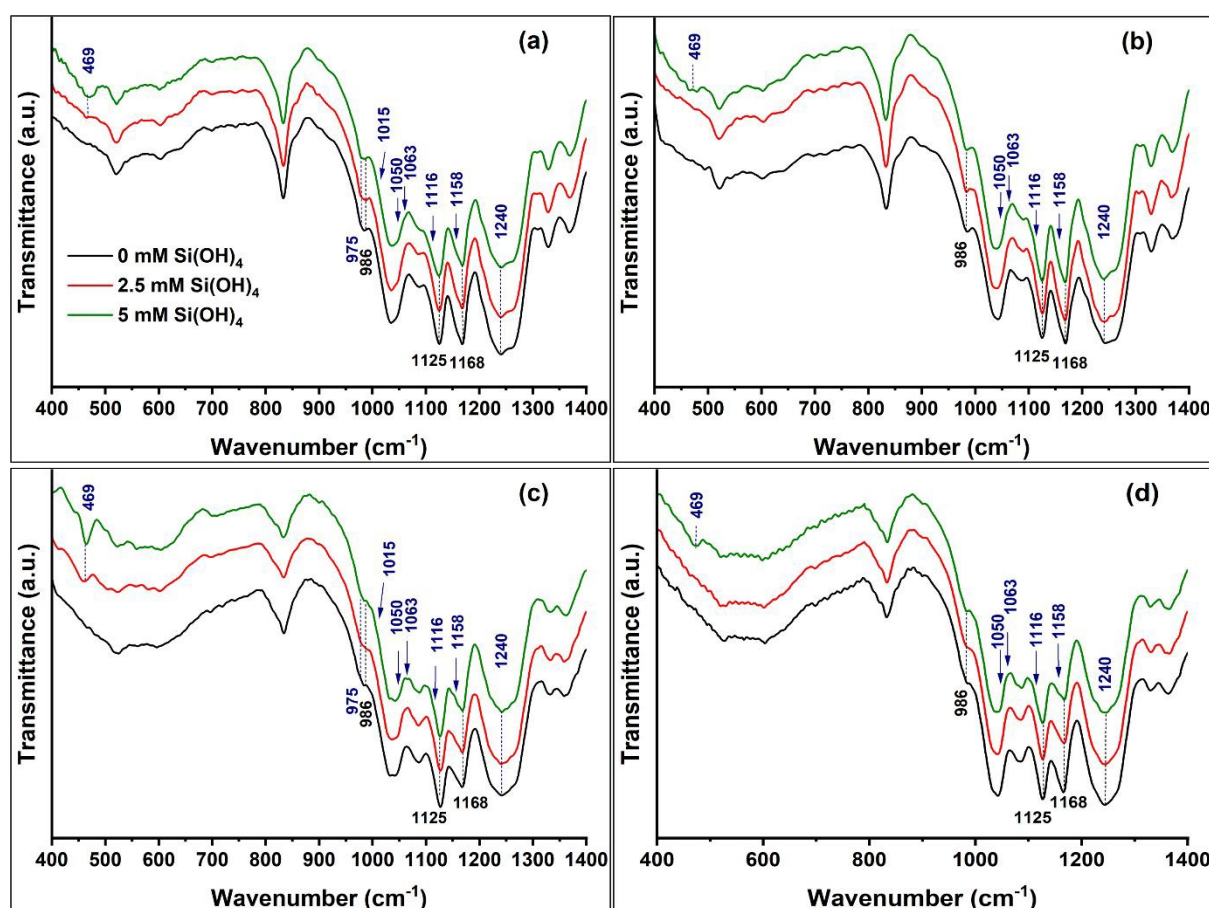 (a)
469
1015
1050
1063
1116
1158
1240
975
986
0 mM Si(OH)₄
2.5 mM Si(OH)₄
5 mM Si(OH)₄
1125 1168
Transmittance (a.u.)
400 500 600 700 800 900 1000 1100 1200 1300 1400
Wavenumber (cm⁻¹)
(b)
469
1050
1063
1116
1158
1240
986
1125 1168
Transmittance (a.u.)
400 500 600 700 800 900 1000 1100 1200 1300 1400
Wavenumber (cm⁻¹)
(c)
469
1015
1050
1063
1116
1158
1240
975
986
1168
1125
Transmittance (a.u.)
400 500 600 700 800 900 1000 1100 1200 1300 1400
Wavenumber (cm⁻¹)
(d)
469
1050
1063
1116
1158
1240
986
1168
1125
Transmittance (a.u.)
400 600 800 1000 1200 1400
Wavenumber (cm⁻¹)